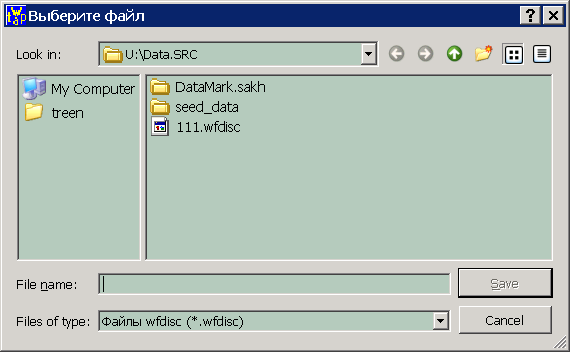 Выберите файл
Look in: U:\Data.SRC
My Computer
treen
DataMark.sakh
seed_data
111.wfdisc
File name:
Save
Files of type: Файлы wfdisc (*.wfdisc)
Cancel